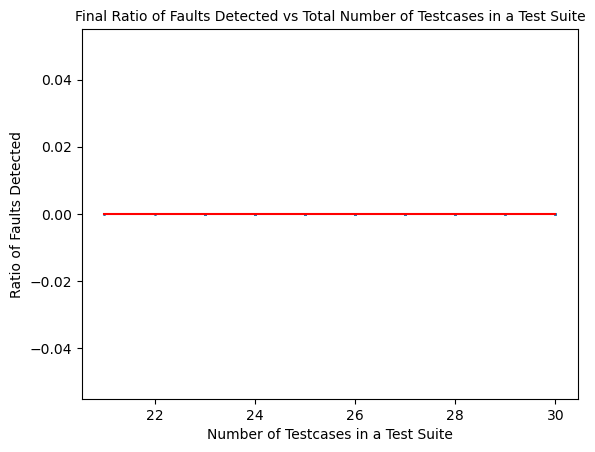 Final Ratio of Faults Detected vs Total Number of Testcases in a Test Suite
Ratio of Faults Detected
0.04
0.02
0.00
−0.02
−0.04
22 24 26 28 30
Number of Testcases in a Test Suite